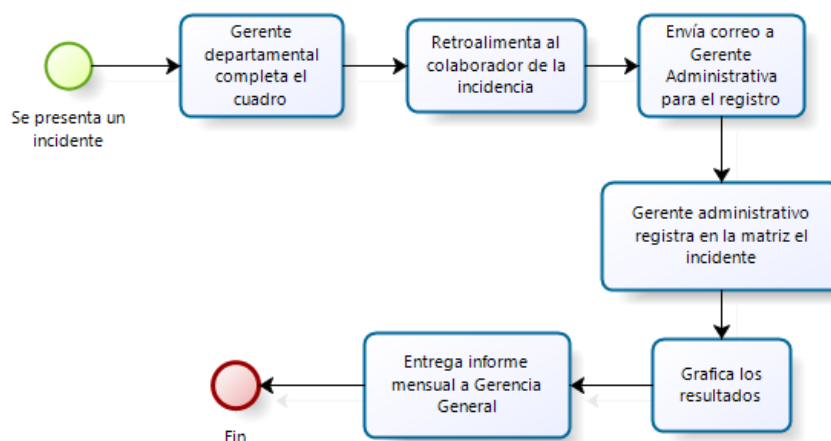 Se presenta un
incidente
Gerente
departamental
completa el
cuadro
Retroalimenta al
colaborador de la
incidencia
Envía correo a
Gerente
Administrativa
para el registro
Gerente administrativo
registra en la matriz el
incidente
Grafica los
resultados
Entrega informe
mensual a Gerencia
General
Fin